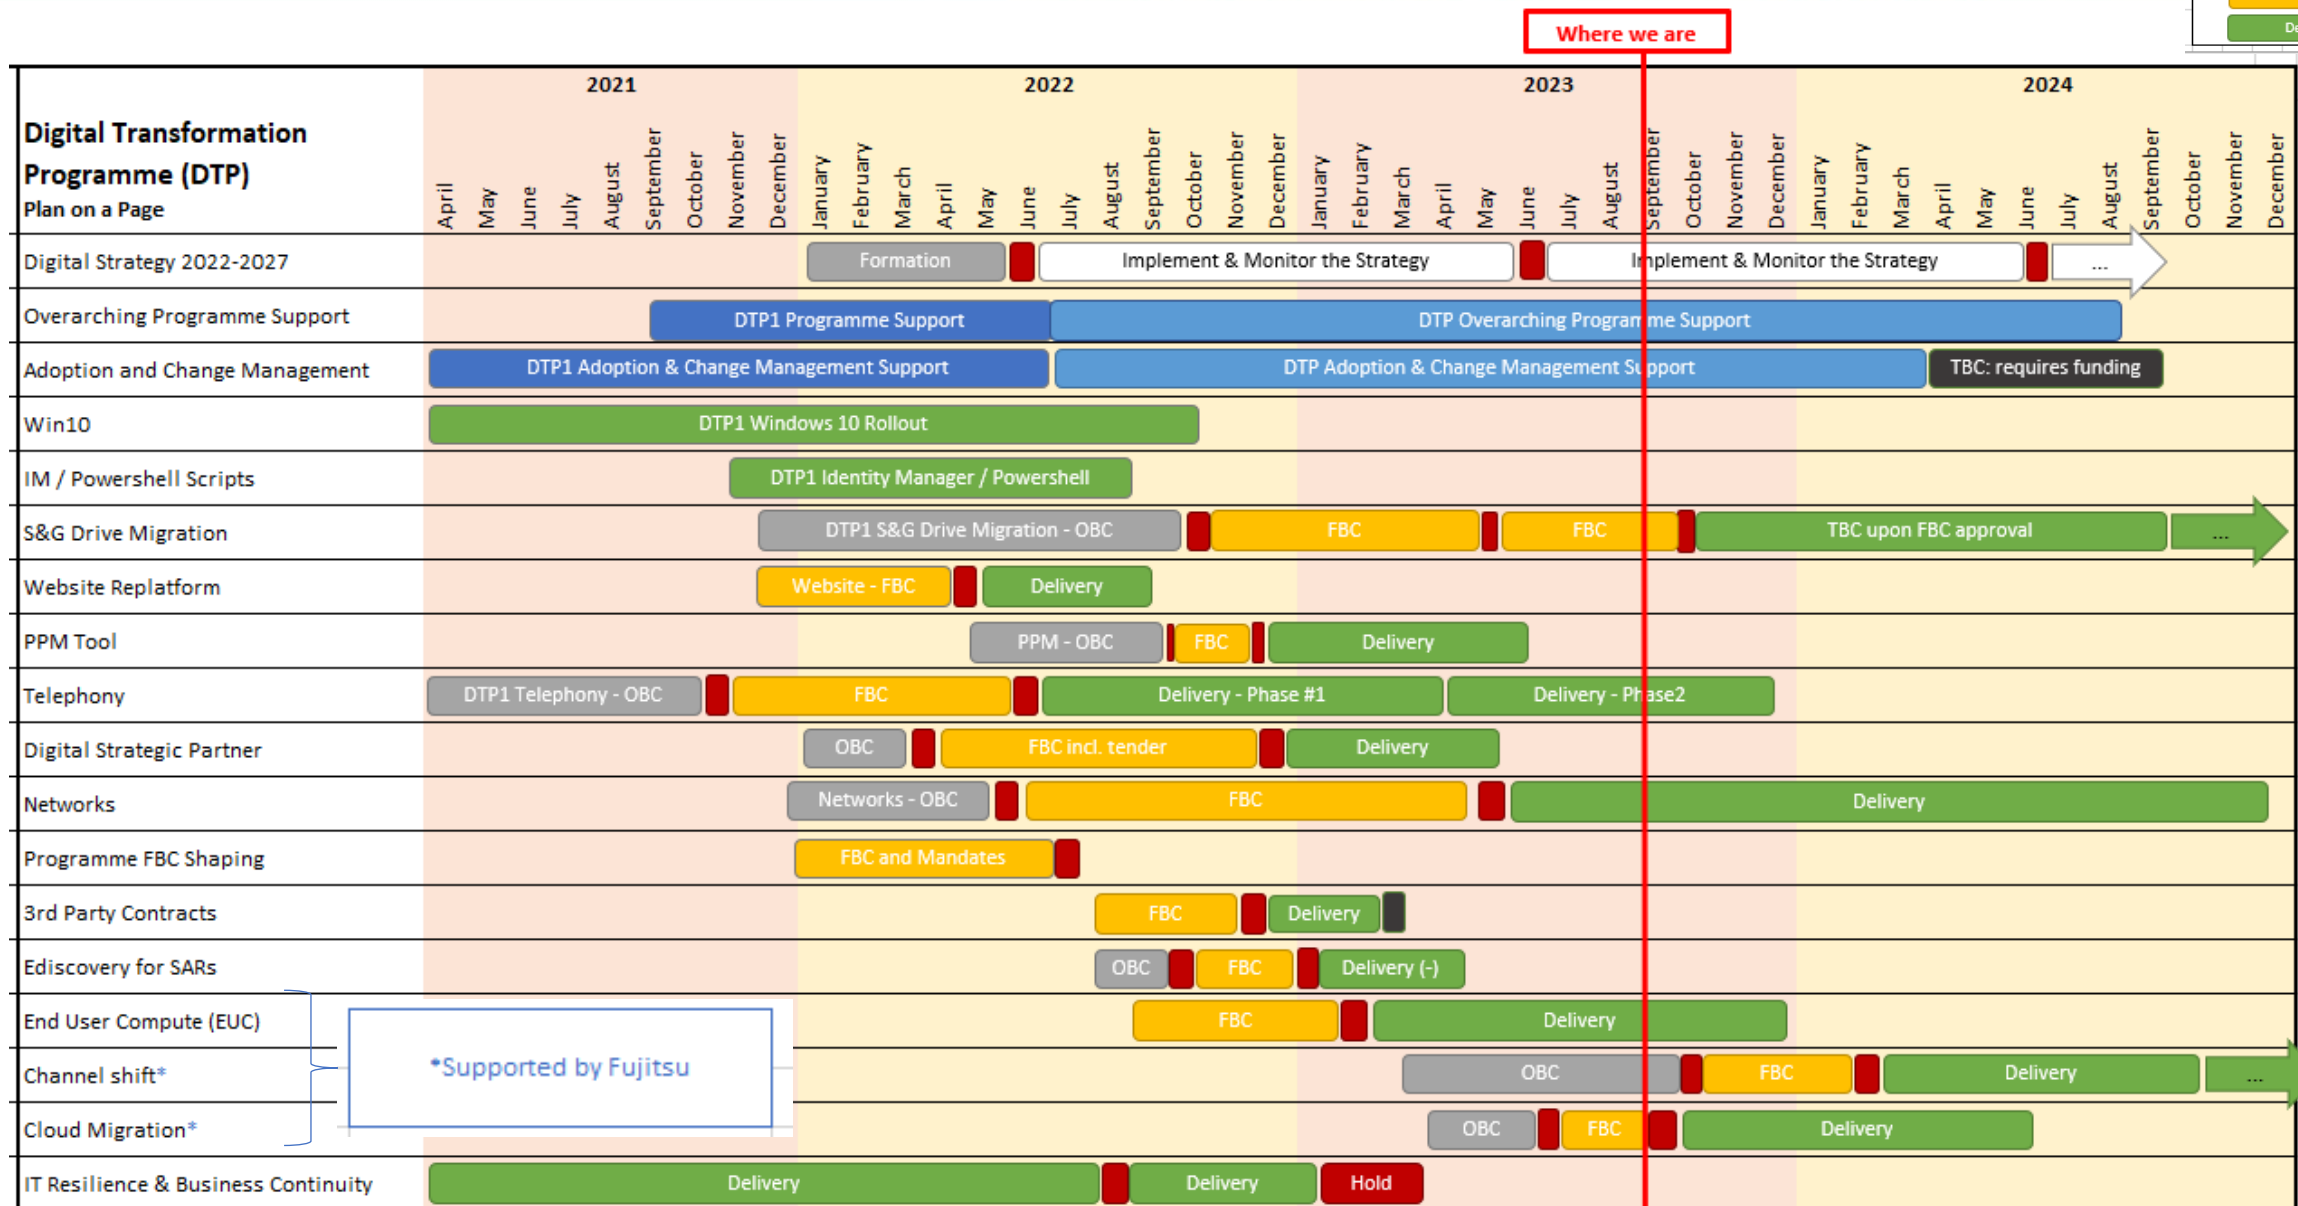 Where we are
De
2021
2022
2023
2024
Digital Transformation
Programme (DTP)
Plan on a Page
April
May
June
July
August
September
October
November
December
January
February
March
April
May
June
July
August
September
October
November
December
January
February
March
April
May
June
July
August
September
October
November
December
January
February
March
April
May
June
July
August
September
October
November
December
Digital Strategy 2022-2027
Formation
Implement & Monitor the Strategy
Implement & Monitor the Strategy
...
Overarching Programme Support
DTP1 Programme Support
DTP Overarching Programme Support
Adoption and Change Management
DTP1 Adoption & Change Management Support
DTP Adoption & Change Management Support
TBC: requires funding
Win10
DTP1 Windows 10 Rollout
IM / Powershell Scripts
DTP1 Identity Manager / Powershell
S&G Drive Migration
DTP1 S&G Drive Migration - OBC
FBC
FBC
TBC upon FBC approval
...
Website Replatform
Website - FBC
Delivery
PPM Tool
PPM - OBC
FBC
Delivery
Telephony
DTP1 Telephony - OBC
FBC
Delivery - Phase #1
Delivery - Phase2
Digital Strategic Partner
OBC
FBC incl. tender
Delivery
Networks
Networks - OBC
FBC
Delivery
Programme FBC Shaping
FBC and Mandates
3rd Party Contracts
FBC
Delivery
Ediscovery for SARs
OBC
FBC
Delivery (-)
End User Compute (EUC)
FBC
Delivery
*Supported by Fujitsu
Channel shift*
OBC
FBC
Delivery
...
Cloud Migration*
OBC
FBC
Delivery
IT Resilience & Business Continuity
Delivery
Delivery
Hold